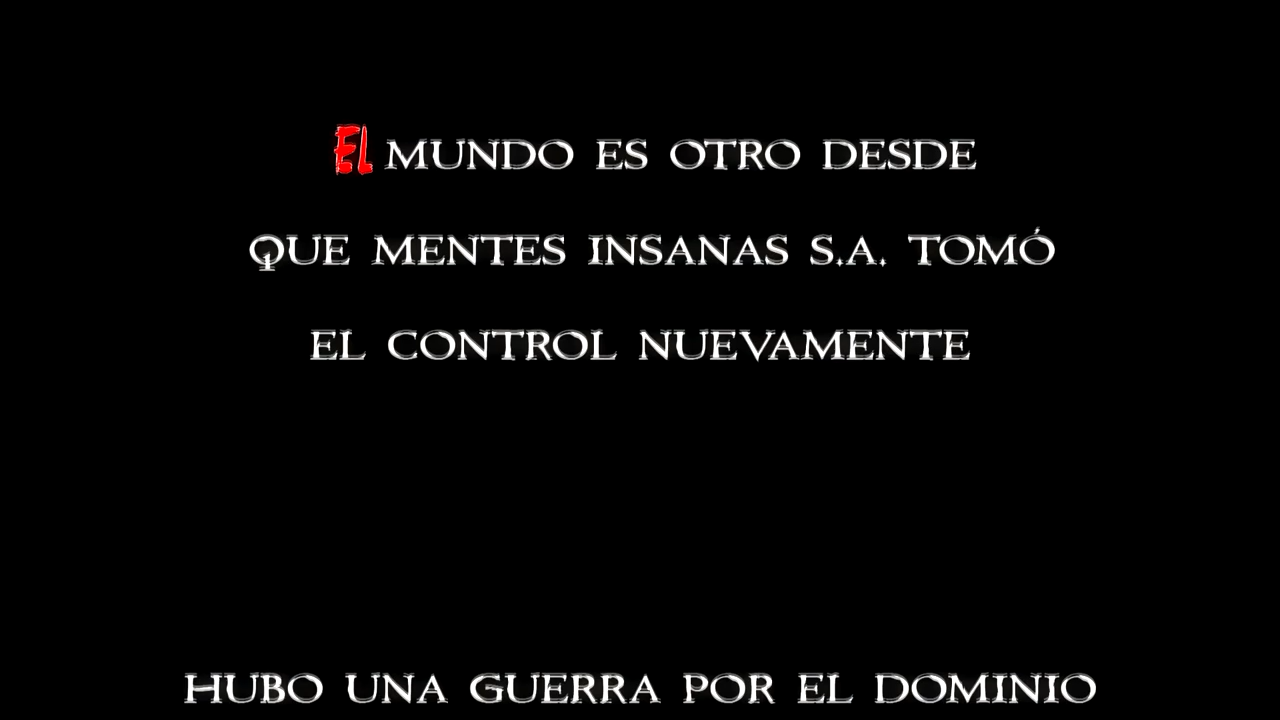 EL MUNDO ES OTRO DESDE
QUE MENTES INSANAS S.A. TOMÓ
EL CONTROL NUEVAMENTE
HUBO UNA GUERRA POR EL DOMINIO